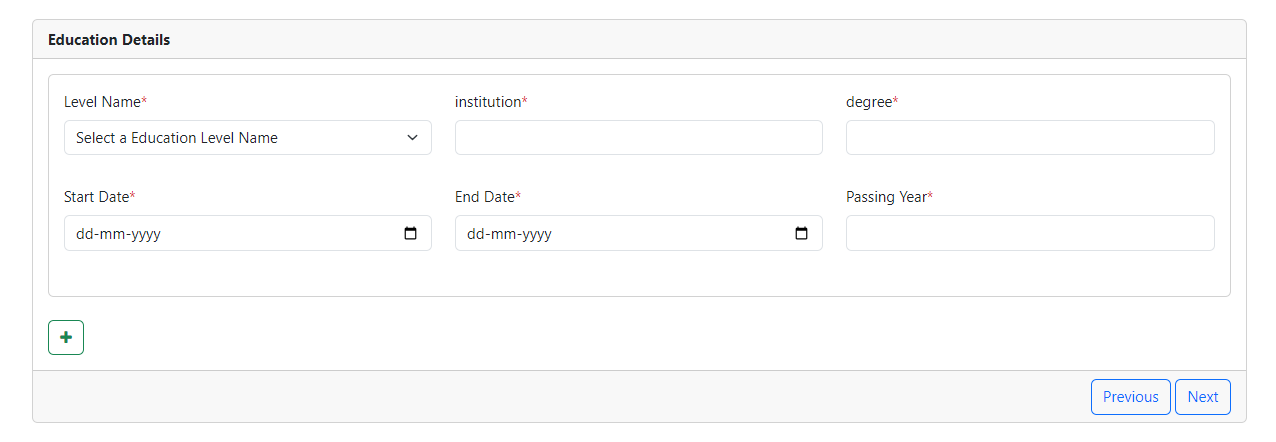 Education Details
Level Name* institution* degree*
Select a Education Level Name
Start Date* End Date* Passing Year*
dd-mm-yyyy dd-mm-yyyy
+
Previous Next